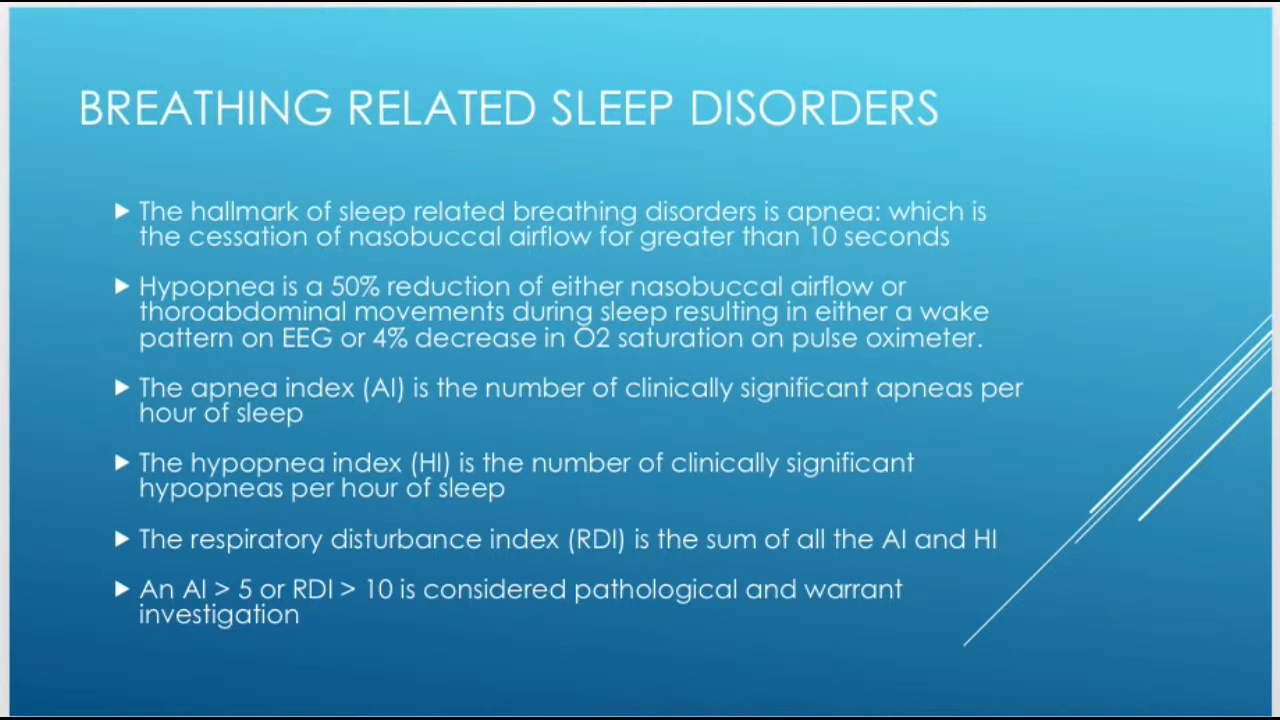 BREATHING RELATED SLEEP DISORDERS
The hallmark of sleep related breathing disorders is apnea: which is
the cessation of nasobuccal airflow for greater than 10 seconds
Hypopnea is a 50% reduction of either nasobuccal airflow or
thoroabdominal movements during sleep resulting in either a wake
pattern on EEG or 4% decrease in O2 saturation on pulse oximeter.
The apnea index (AI) is the number of clinically significant apneas per
hour of sleep
The hypopnea index (HI) is the number of clinically significant
hypopneas per hour of sleep
The respiratory disturbance index (RDI) is the sum of all the AI and HI
An AI > 5 or RDI > 10 is considered pathological and warrant
investigation